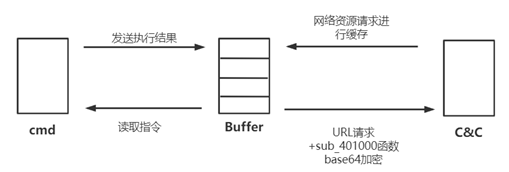 发送执行结果
网络资源请求进
行缓存
cmd
读取指令
Buffer
URL请求
+sub_401000函数
base64加密
C&C